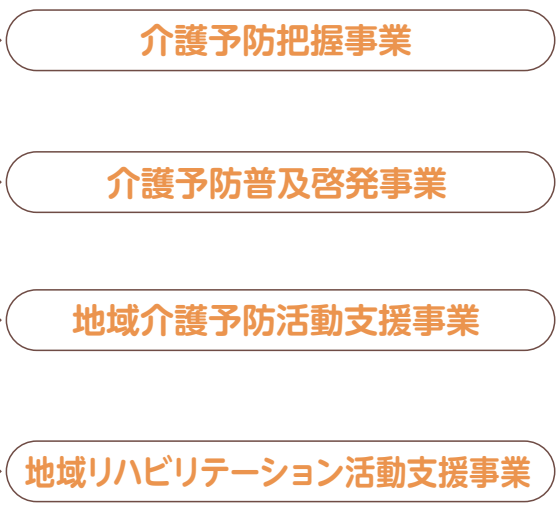 介護予防把握事業
介護予防普及啓発事業
地域介護予防活動支援事業
地域リハビリテーション活動支援事業